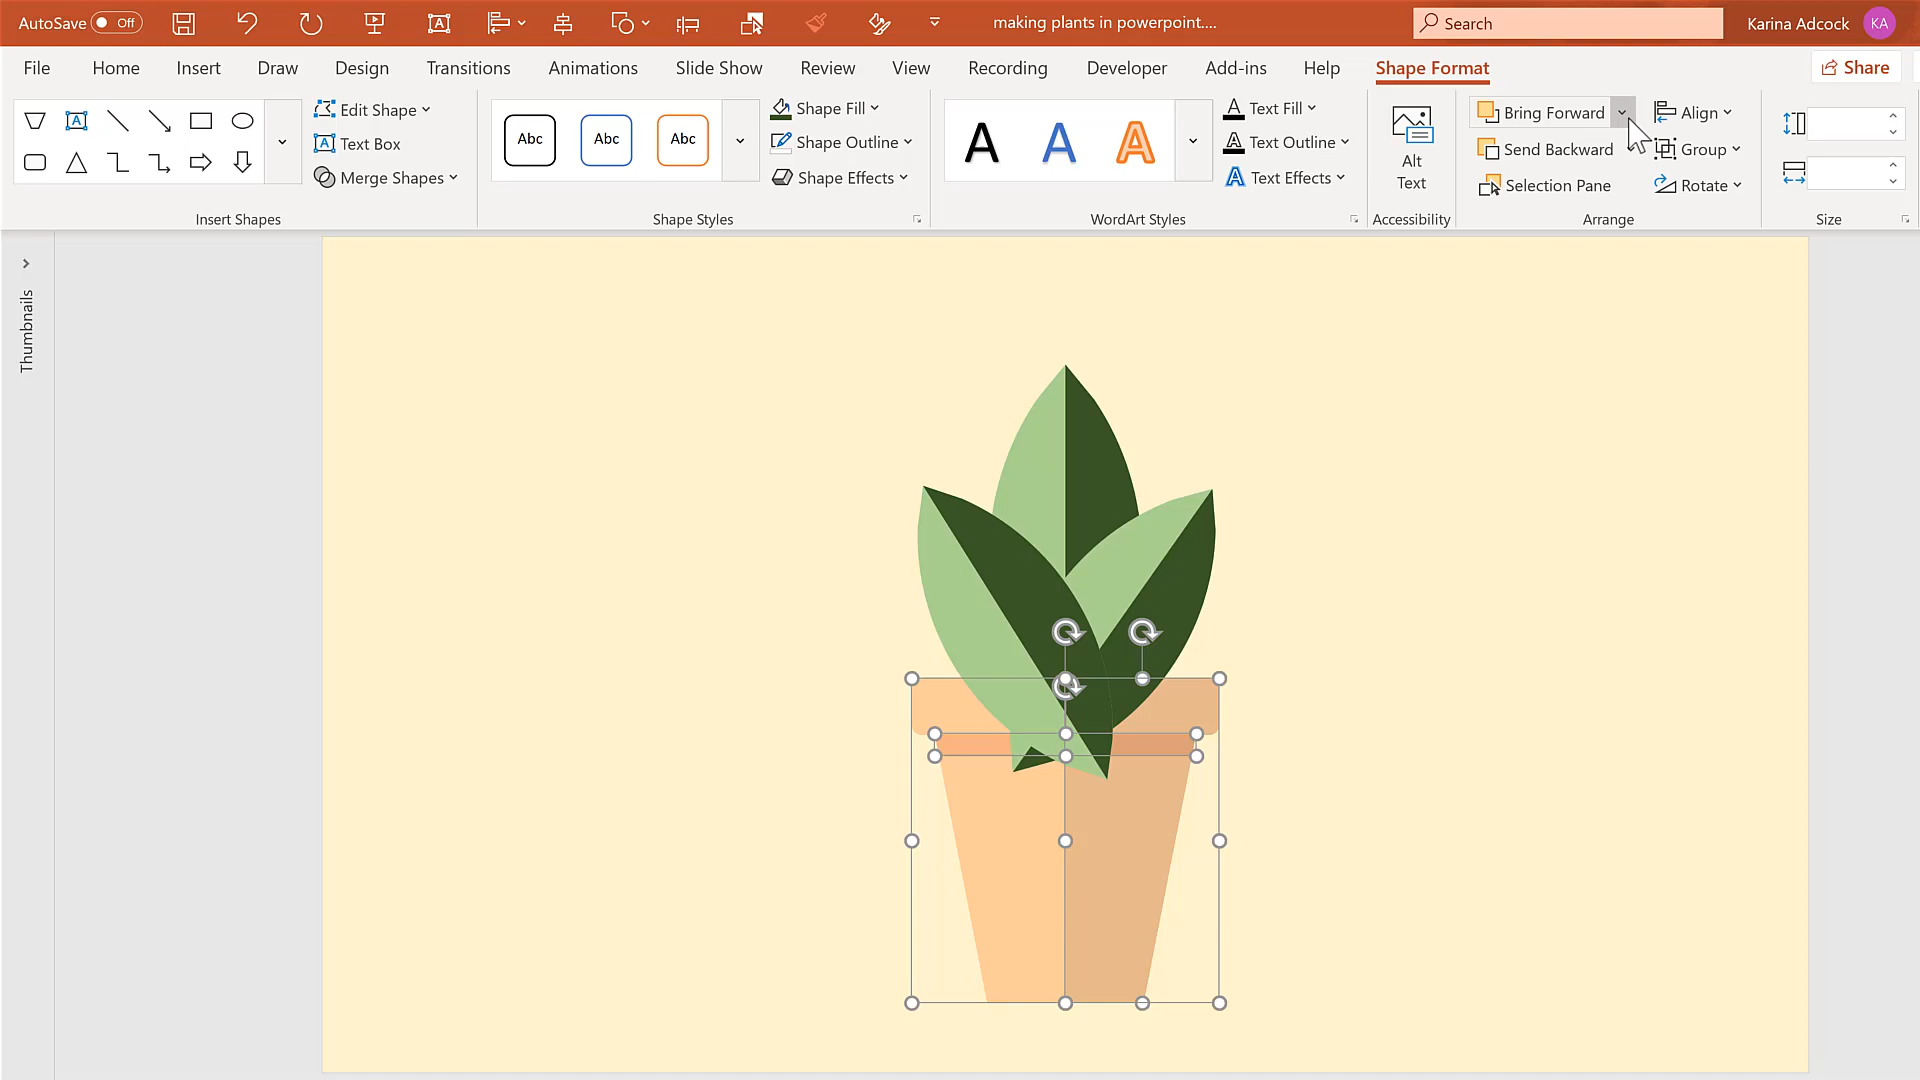 AutoSave Off making plants in powerpoint.... Search Karina Adcock KA
File Home Insert Draw Design Transitions Animations Slide Show Review View Recording Developer Add-ins Help Shape Format Share
Edit Shape
Text Box
Merge Shapes
Insert Shapes
Abc Abc Abc
Shape Fill
Shape Outline
Shape Effects
Shape Styles
A A A
Text Fill
Text Outline
Text Effects
WordArt Styles
Alt
Text
Accessibility
Bring Forward
Send Backward
Selection Pane
Align
Group
Rotate
Arrange
Size
Thumbnails